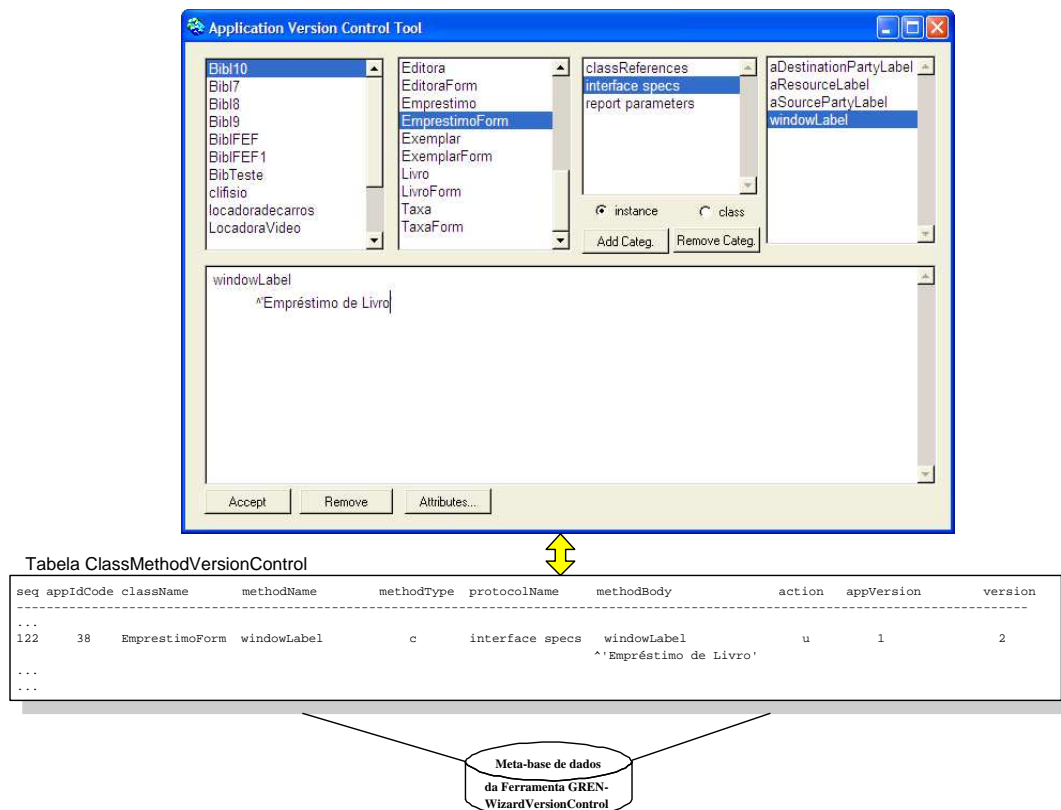 Application Version Control Tool
Bibl10
Bibl7
Bibl8
Bibl9
BiblFEF
BiblFEF1
BibTeste
clifisio
locadoradecarros
LocadoraVideo
Editora
EditoraForm
Emprestimo
EmprestimoForm
Exemplar
ExemplarForm
Livro
LivroForm
Taxa
TaxaForm
classReferences
interface specs
report parameters
instance class
Add Categ. Remove Categ.
aDestinationPartyLabel
aResourceLabel
aSourcePartyLabel
windowLabel
windowLabel
^'Empréstimo de Livro
Accept Remove Attributes...
Tabela ClassMethodVersionControl
seq appIdCode className methodName methodType protocolName methodBody action appVersion version
...
122 38 EmprestimoForm windowLabel c interface specs windowLabel u 1 2
^'Empréstimo de Livro'
...
...
Meta-base de dados
da Ferramenta GREN-
WizardVersionControl